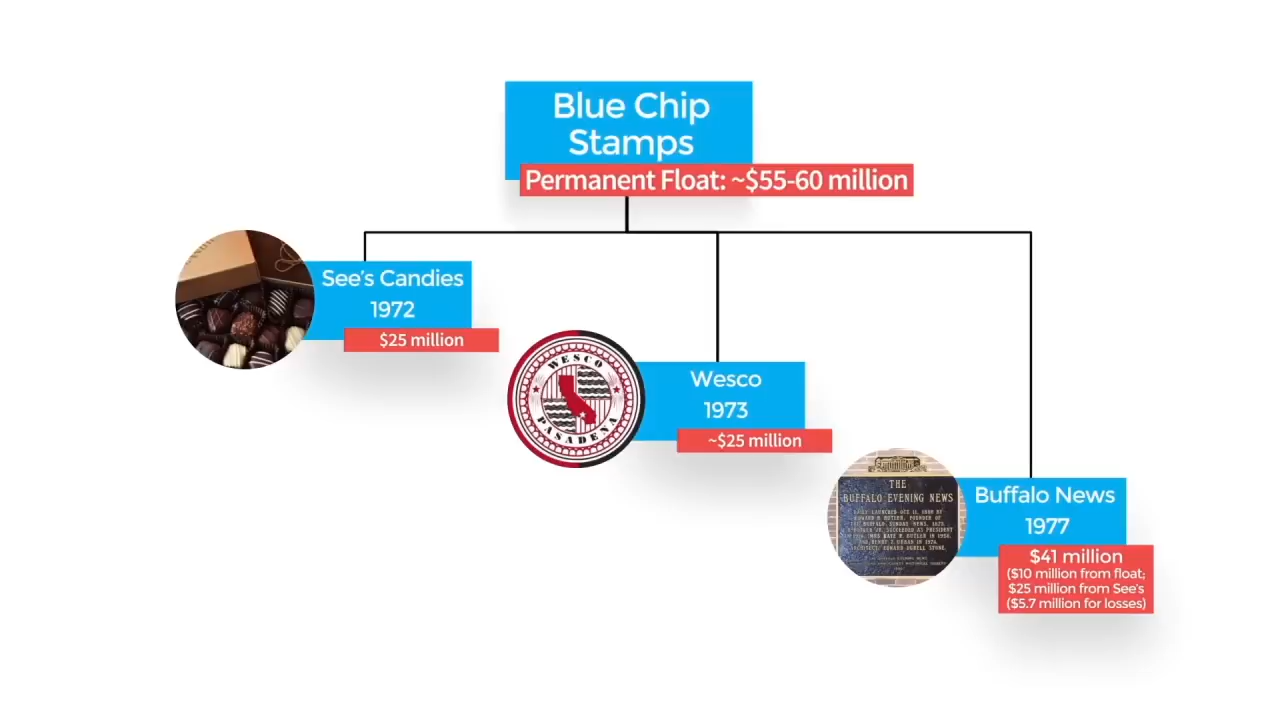 Blue Chip
Stamps
Permanent Float: ~$55-60 million
See's Candies
1972
$25 million
WESCO
PASADENA
Wesco
1973
~$25 million
THE
BUFFALO EVENING NEWS
Buffalo News
1977
$41 million
($10 million from float;
$25 million from See's
($5.7 million for losses)